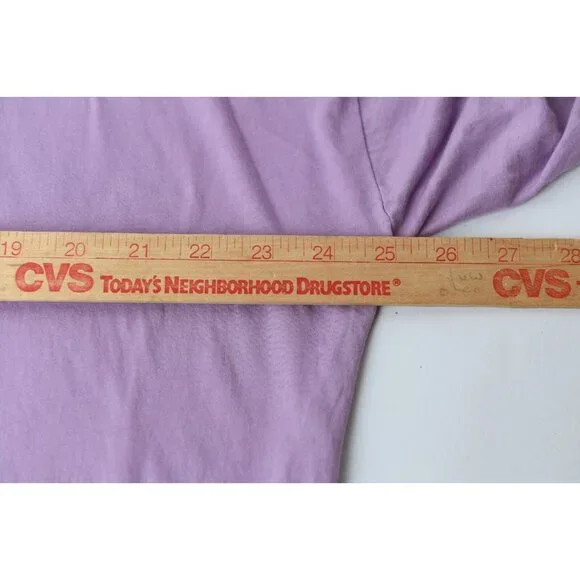 19 20 21 22 23 24 25 26 27 28
CVS TODAY'S NEIGHBORHOOD DRUGSTORE® CVS